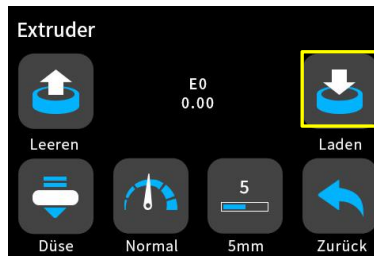 Extruder
E0
0.00
Leeren
Laden
5
Düse
Normal
5mm
Zurück